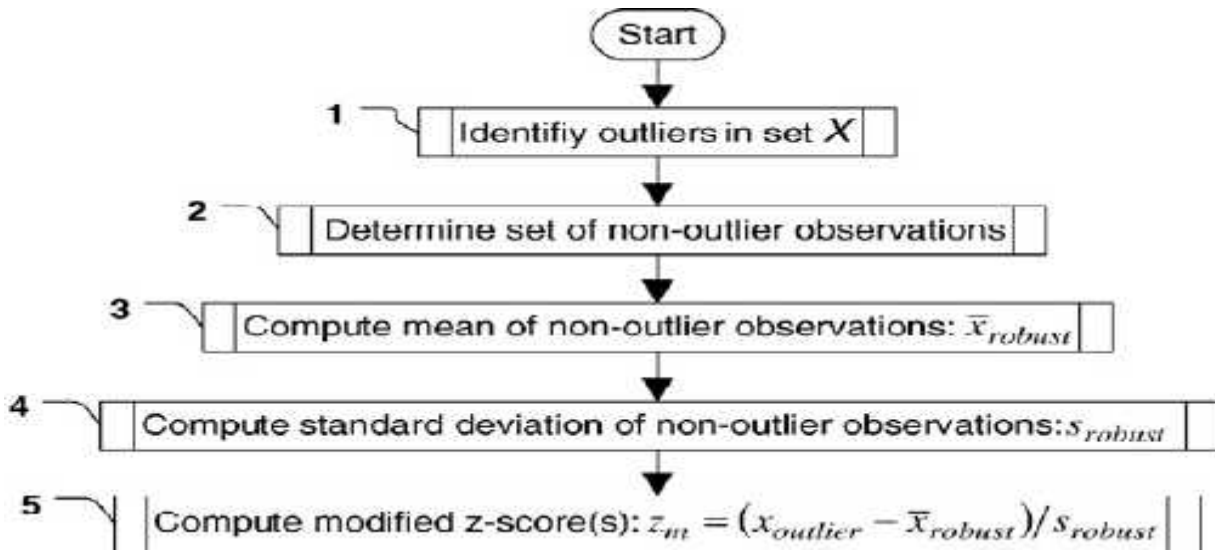 Start
1
Identifiy outliers in set X
2
Determine set of non-outlier observations
3
Compute mean of non-outlier observations: x̅robust
4
Compute standard deviation of non-outlier observations:srobust
5
Compute modified z-score(s): zm = (xoutlier − x̅robust)/srobust